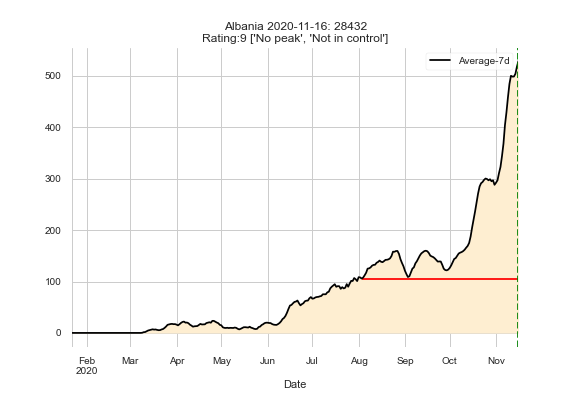 Albania 2020-11-16: 28432
Rating:9 ['No peak', 'Not in control']
Average-7d
500
400
300
200
100
0
Feb Mar Apr May Jun Jul Aug Sep Oct Nov
2020
Date